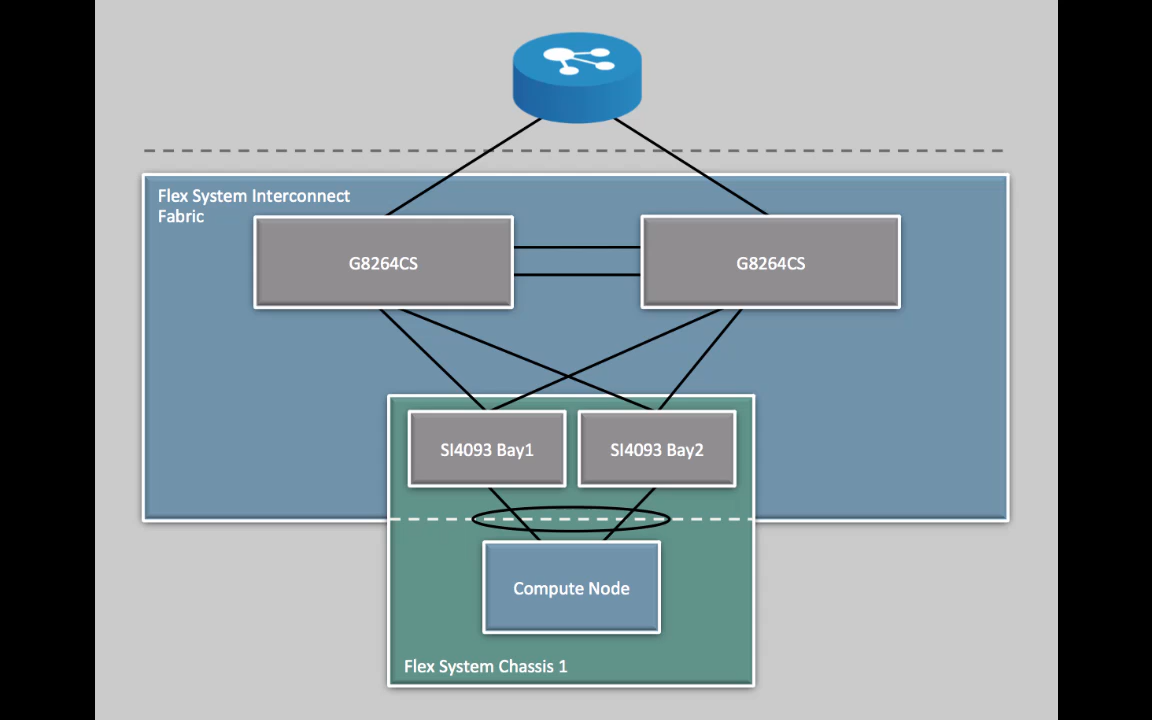 Flex System Interconnect
Fabric
G8264CS
G8264CS
SI4093 Bay1
SI4093 Bay2
Compute Node
Flex System Chassis 1